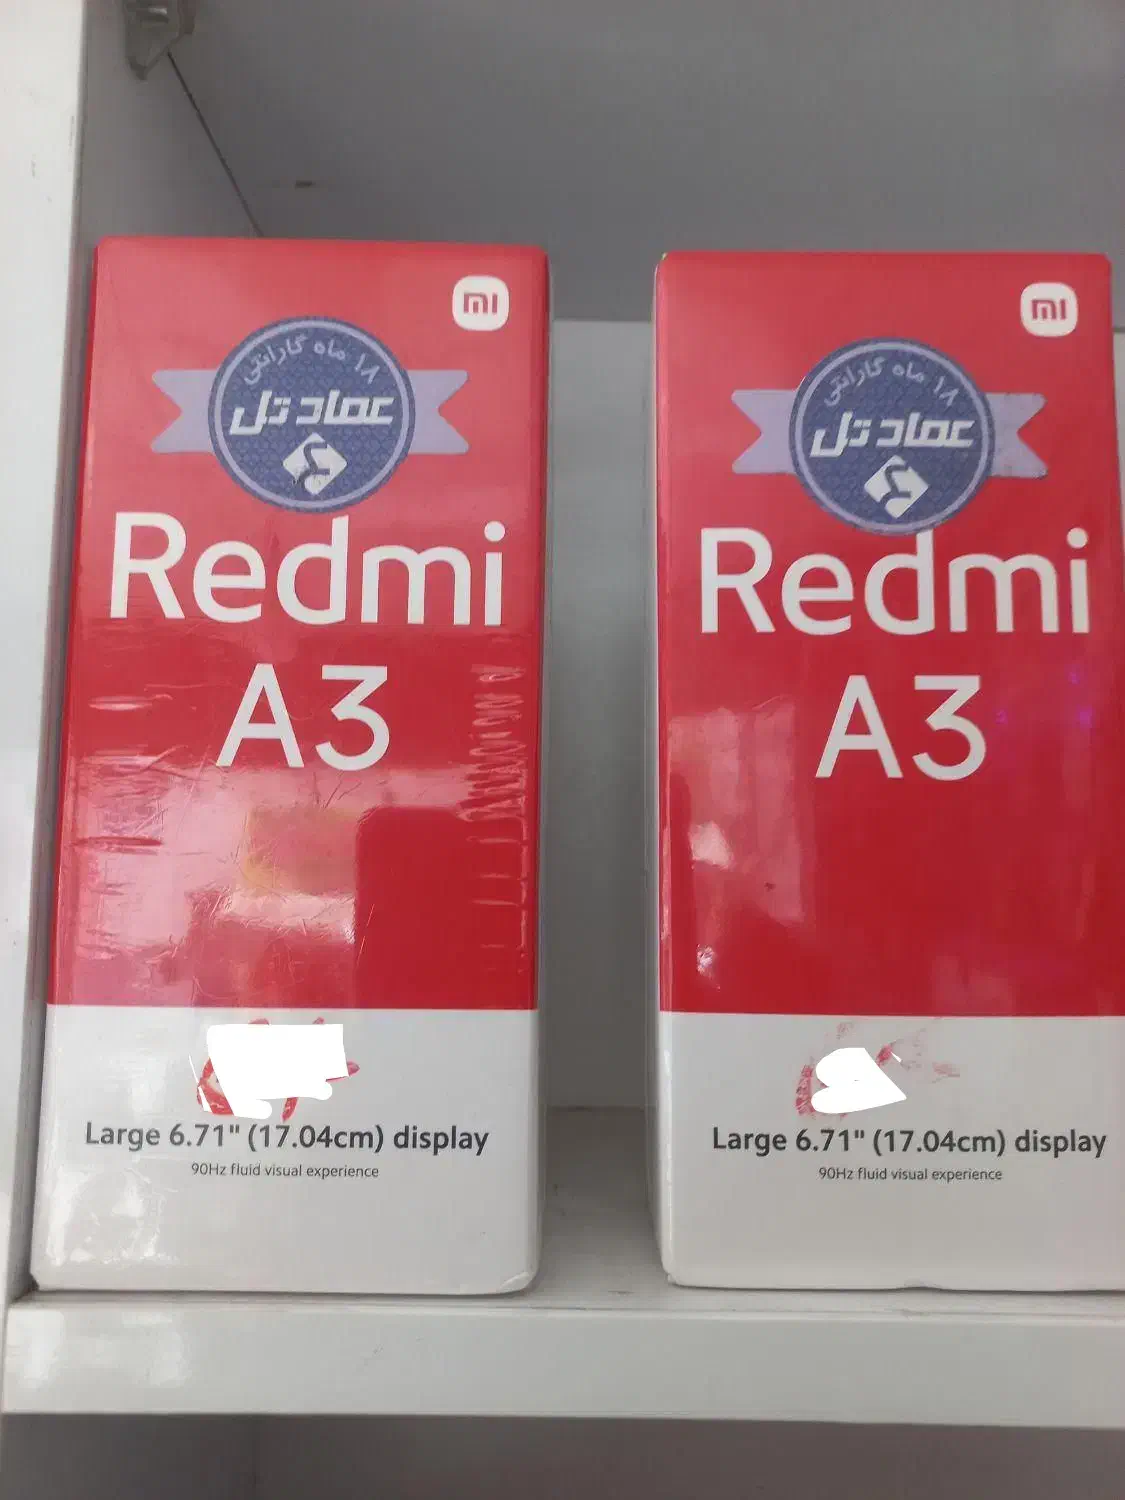 mi
۱۸ ماه گارانتی
عماد تل
Redmi
A3
Large 6.71" (17.04cm) display
90Hz fluid visual experience
mi
۱۸ ماه گارانتی
عماد تل
Redmi
A3
Large 6.71" (17.04cm) display
90Hz fluid visual experience